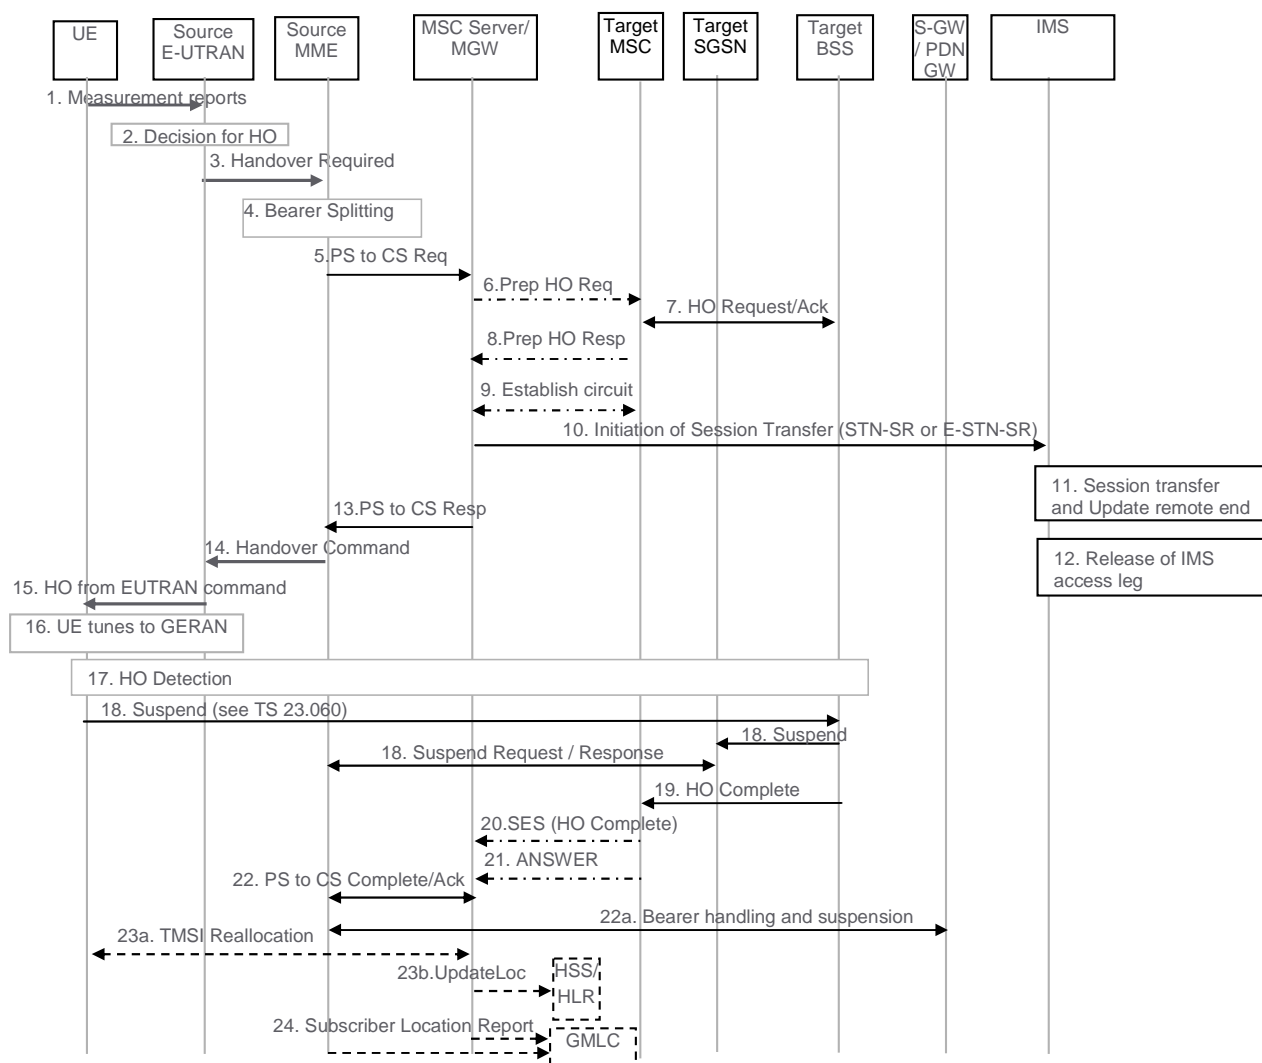 UE
Source
E-UTRAN
Source
MME
MSC Server/
MGW
Target
MSC
Target
SGSN
Target
BSS
S-GW
/ PDN
GW
IMS
1. Measurement reports
2. Decision for HO
3. Handover Required
4. Bearer Splitting
5.PS to CS Req
6.Prep HO Req
7. HO Request/Ack
8.Prep HO Resp
9. Establish circuit
10. Initiation of Session Transfer (STN-SR or E-STN-SR)
11. Session transfer
and Update remote end
12. Release of IMS
access leg
13.PS to CS Resp
14. Handover Command
15. HO from EUTRAN command
16. UE tunes to GERAN
17. HO Detection
18. Suspend (see TS 23.060)
18. Suspend
18. Suspend Request / Response
19. HO Complete
20.SES (HO Complete)
21. ANSWER
22. PS to CS Complete/Ack
22a. Bearer handling and suspension
23a. TMSI Reallocation
23b.UpdateLoc
HSS/
HLR
24. Subscriber Location Report
GMLC